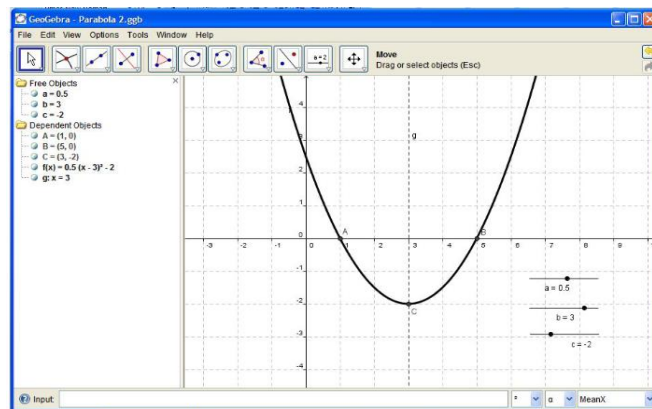 GeoGebra - Parabola 2.ggb
File Edit View Options Tools Window Help
a=2
Move
Drag or select objects (Esc)
Free Objects
a = 0.5
b = 3
c = -2
Dependent Objects
A = (1, 0)
B = (5, 0)
C = (3, -2)
f(x) = 0.5 (x - 3)² - 2
g: x = 3
4
3
2
1
0
-1
-2
-3
-4
-3 -2 -1 0 1 2 3 4 5 6 7 8 9
g
A
B
C
a = 0.5
b = 3
c = -2
Input:
° α MeanX